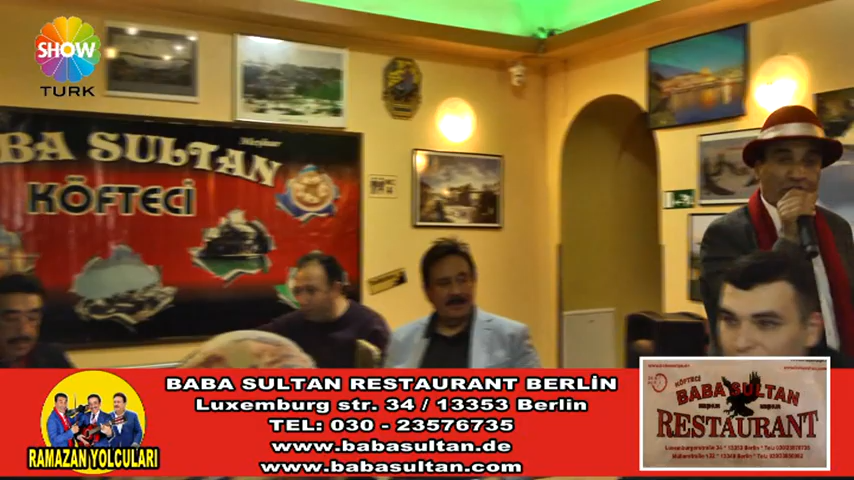 SHOW
TURK
BA SULTAN
Meşhur
KÖFTECİ
BABA SULTAN RESTAURANT BERLİN
Luxemburg str. 34 / 13353 Berlin
TEL: 030 - 23576735
www.babasultan.de
www.babasultan.com
RAMAZAN YOLCULARI
KÖFTECİ
BABA SULTAN
RESTAURANT